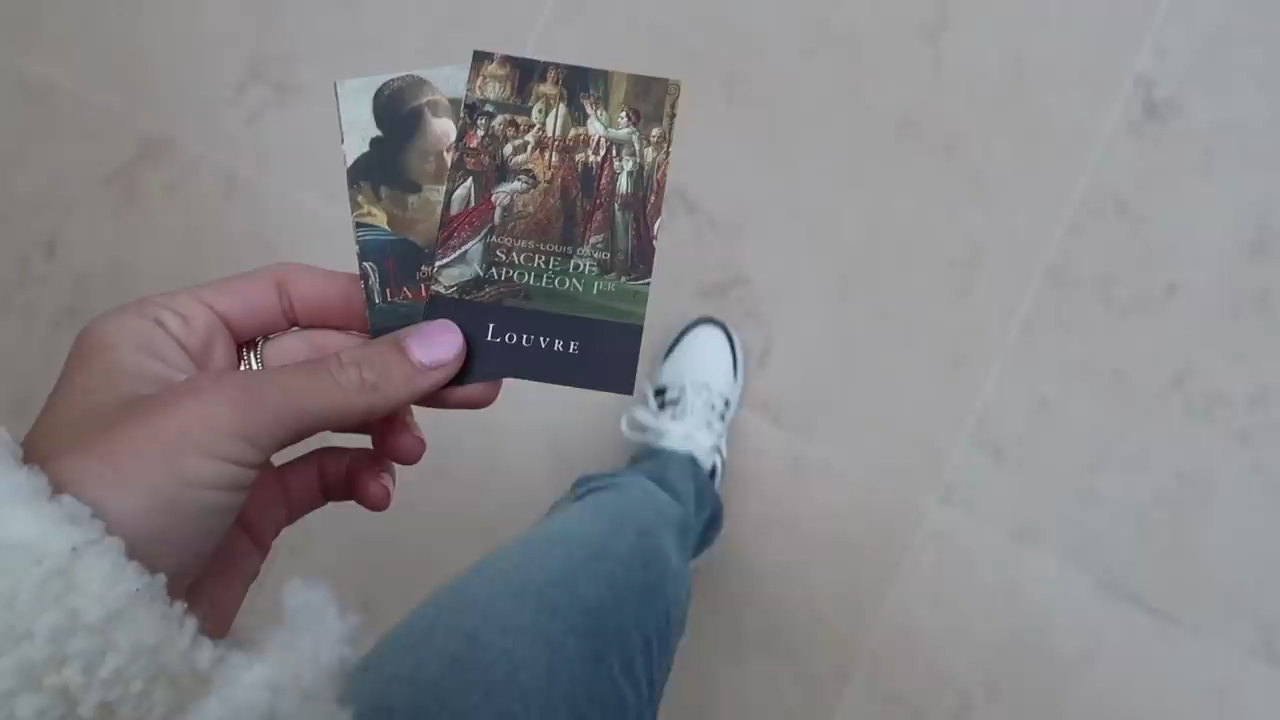 JACQUES-LOUIS DAVID
SACRE DE
NAPOLÉON IER
LOUVRE
LA